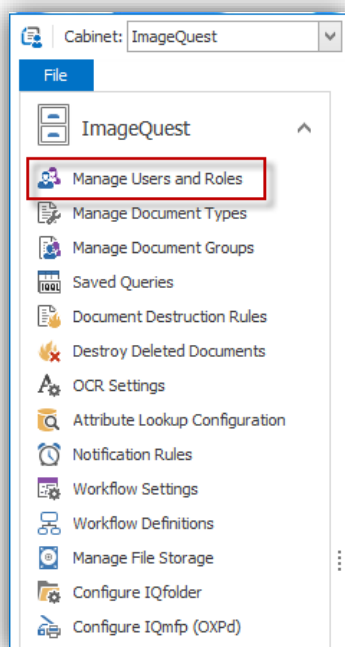 Cabinet: ImageQuest
File
ImageQuest
Manage Users and Roles
Manage Document Types
Manage Document Groups
Saved Queries
Document Destruction Rules
Destroy Deleted Documents
OCR Settings
Attribute Lookup Configuration
Notification Rules
Workflow Settings
Workflow Definitions
Manage File Storage
Configure IQfolder
Configure IQmfp (OXPd)